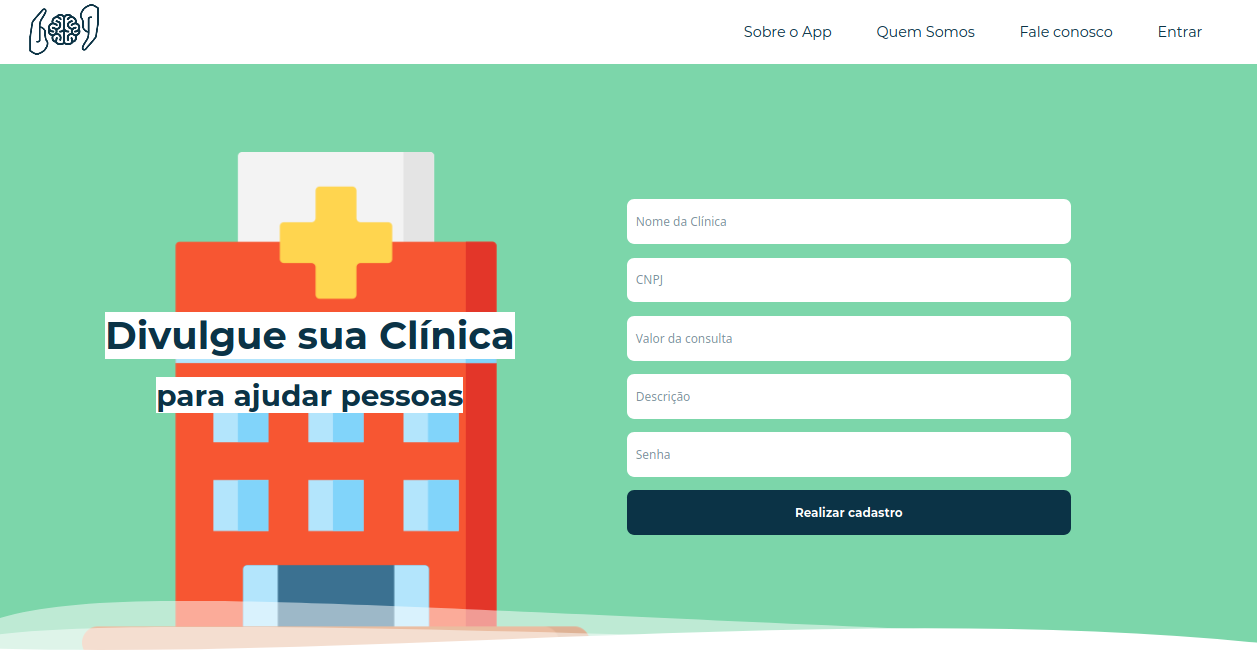 Sobre o App
Quem Somos
Fale conosco
Entrar
Divulgue sua Clínica
para ajudar pessoas
Nome da Clínica
CNPJ
Valor da consulta
Descrição
Senha
Realizar cadastro